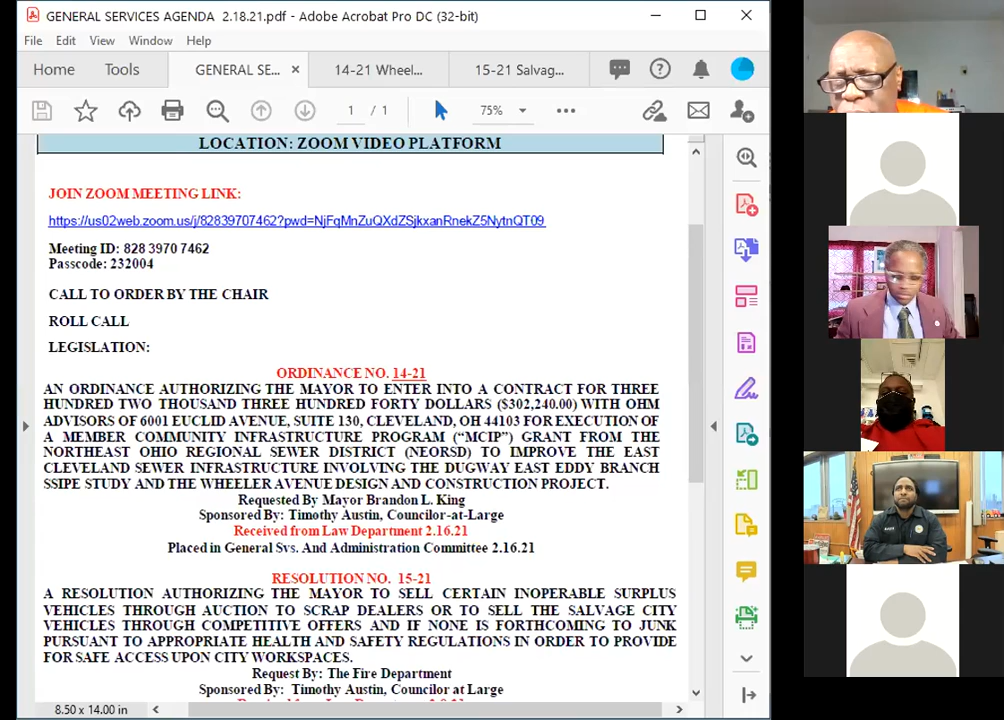 GENERAL SERVICES AGENDA 2.18.21.pdf - Adobe Acrobat Pro DC (32-bit)
File Edit View Window Help
Home Tools GENERAL SE... 14-21 Wheel... 15-21 Salvag...
1 / 1 75%
LOCATION: ZOOM VIDEO PLATFORM
JOIN ZOOM MEETING LINK:
https://us02web.zoom.us/j/82839707462?pwd=NjFqMnZuQXdZSjkxanRnekZ5NytnQT09
Meeting ID: 828 3970 7462
Passcode: 232004
CALL TO ORDER BY THE CHAIR
ROLL CALL
LEGISLATION:
ORDINANCE NO. 14-21
AN ORDINANCE AUTHORIZING THE MAYOR TO ENTER INTO A CONTRACT FOR THREE
HUNDRED TWO THOUSAND THREE HUNDRED FORTY DOLLARS ($302,240.00) WITH OHM
ADVISORS OF 6001 EUCLID AVENUE, SUITE 130, CLEVELAND, OH 44103 FOR EXECUTION OF
A MEMBER COMMUNITY INFRASTRUCTURE PROGRAM (“MCIP”) GRANT FROM THE
NORTHEAST OHIO REGIONAL SEWER DISTRICT (NEORSD) TO IMPROVE THE EAST
CLEVELAND SEWER INFRASTRUCTURE INVOLVING THE DUGWAY EAST EDDY BRANCH
SSIPE STUDY AND THE WHEELER AVENUE DESIGN AND CONSTRUCTION PROJECT.
Requested By Mayor Brandon L. King
Sponsored By: Timothy Austin, Councilor-at-Large
Received from Law Department 2.16.21
Placed in General Svs. And Administration Committee 2.16.21
RESOLUTION NO. 15-21
A RESOLUTION AUTHORIZING THE MAYOR TO SELL CERTAIN INOPERABLE SURPLUS
VEHICLES THROUGH AUCTION TO SCRAP DEALERS OR TO SELL THE SALVAGE CITY
VEHICLES THROUGH COMPETITIVE OFFERS AND IF NONE IS FORTHCOMING TO JUNK
PURSUANT TO APPROPRIATE HEALTH AND SAFETY REGULATIONS IN ORDER TO PROVIDE
FOR SAFE ACCESS UPON CITY WORKSPACES.
Request By: The Fire Department
Sponsored By: Timothy Austin, Councilor at Large
8.50 x 14.00 in